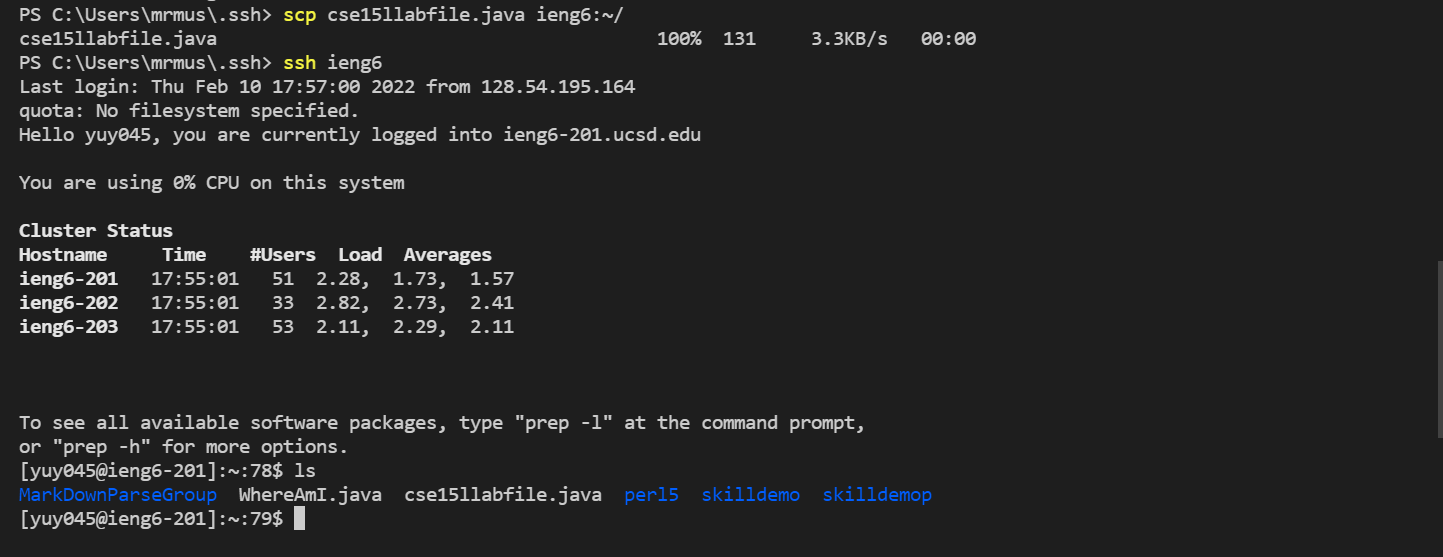 PS C:\Users\mrmus\.ssh> scp cse15llabfile.java ieng6:~/
cse15llabfile.java                                        100%  131     3.3KB/s   00:00
PS C:\Users\mrmus\.ssh> ssh ieng6
Last login: Thu Feb 10 17:57:00 2022 from 128.54.195.164
quota: No filesystem specified.
Hello yuy045, you are currently logged into ieng6-201.ucsd.edu

You are using 0% CPU on this system

Cluster Status
Hostname     Time    #Users  Load  Averages
ieng6-201   17:55:01   51  2.28,  1.73,  1.57
ieng6-202   17:55:01   33  2.82,  2.73,  2.41
ieng6-203   17:55:01   53  2.11,  2.29,  2.11

To see all available software packages, type "prep -l" at the command prompt,
or "prep -h" for more options.
[yuy045@ieng6-201]:~:78$ ls
MarkDownParseGroup  WhereAmI.java  cse15llabfile.java  perl5  skilldemo  skilldemop
[yuy045@ieng6-201]:~:79$